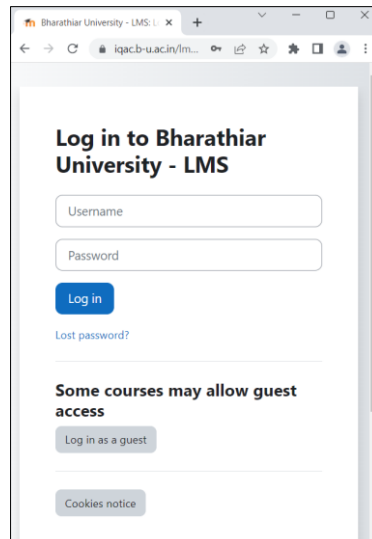 Bharathiar University - LMS: L
iqac.b-u.ac.in/lm...
Log in to Bharathiar
University - LMS
Username
Password
Log in
Lost password?
Some courses may allow guest
access
Log in as a guest
Cookies notice